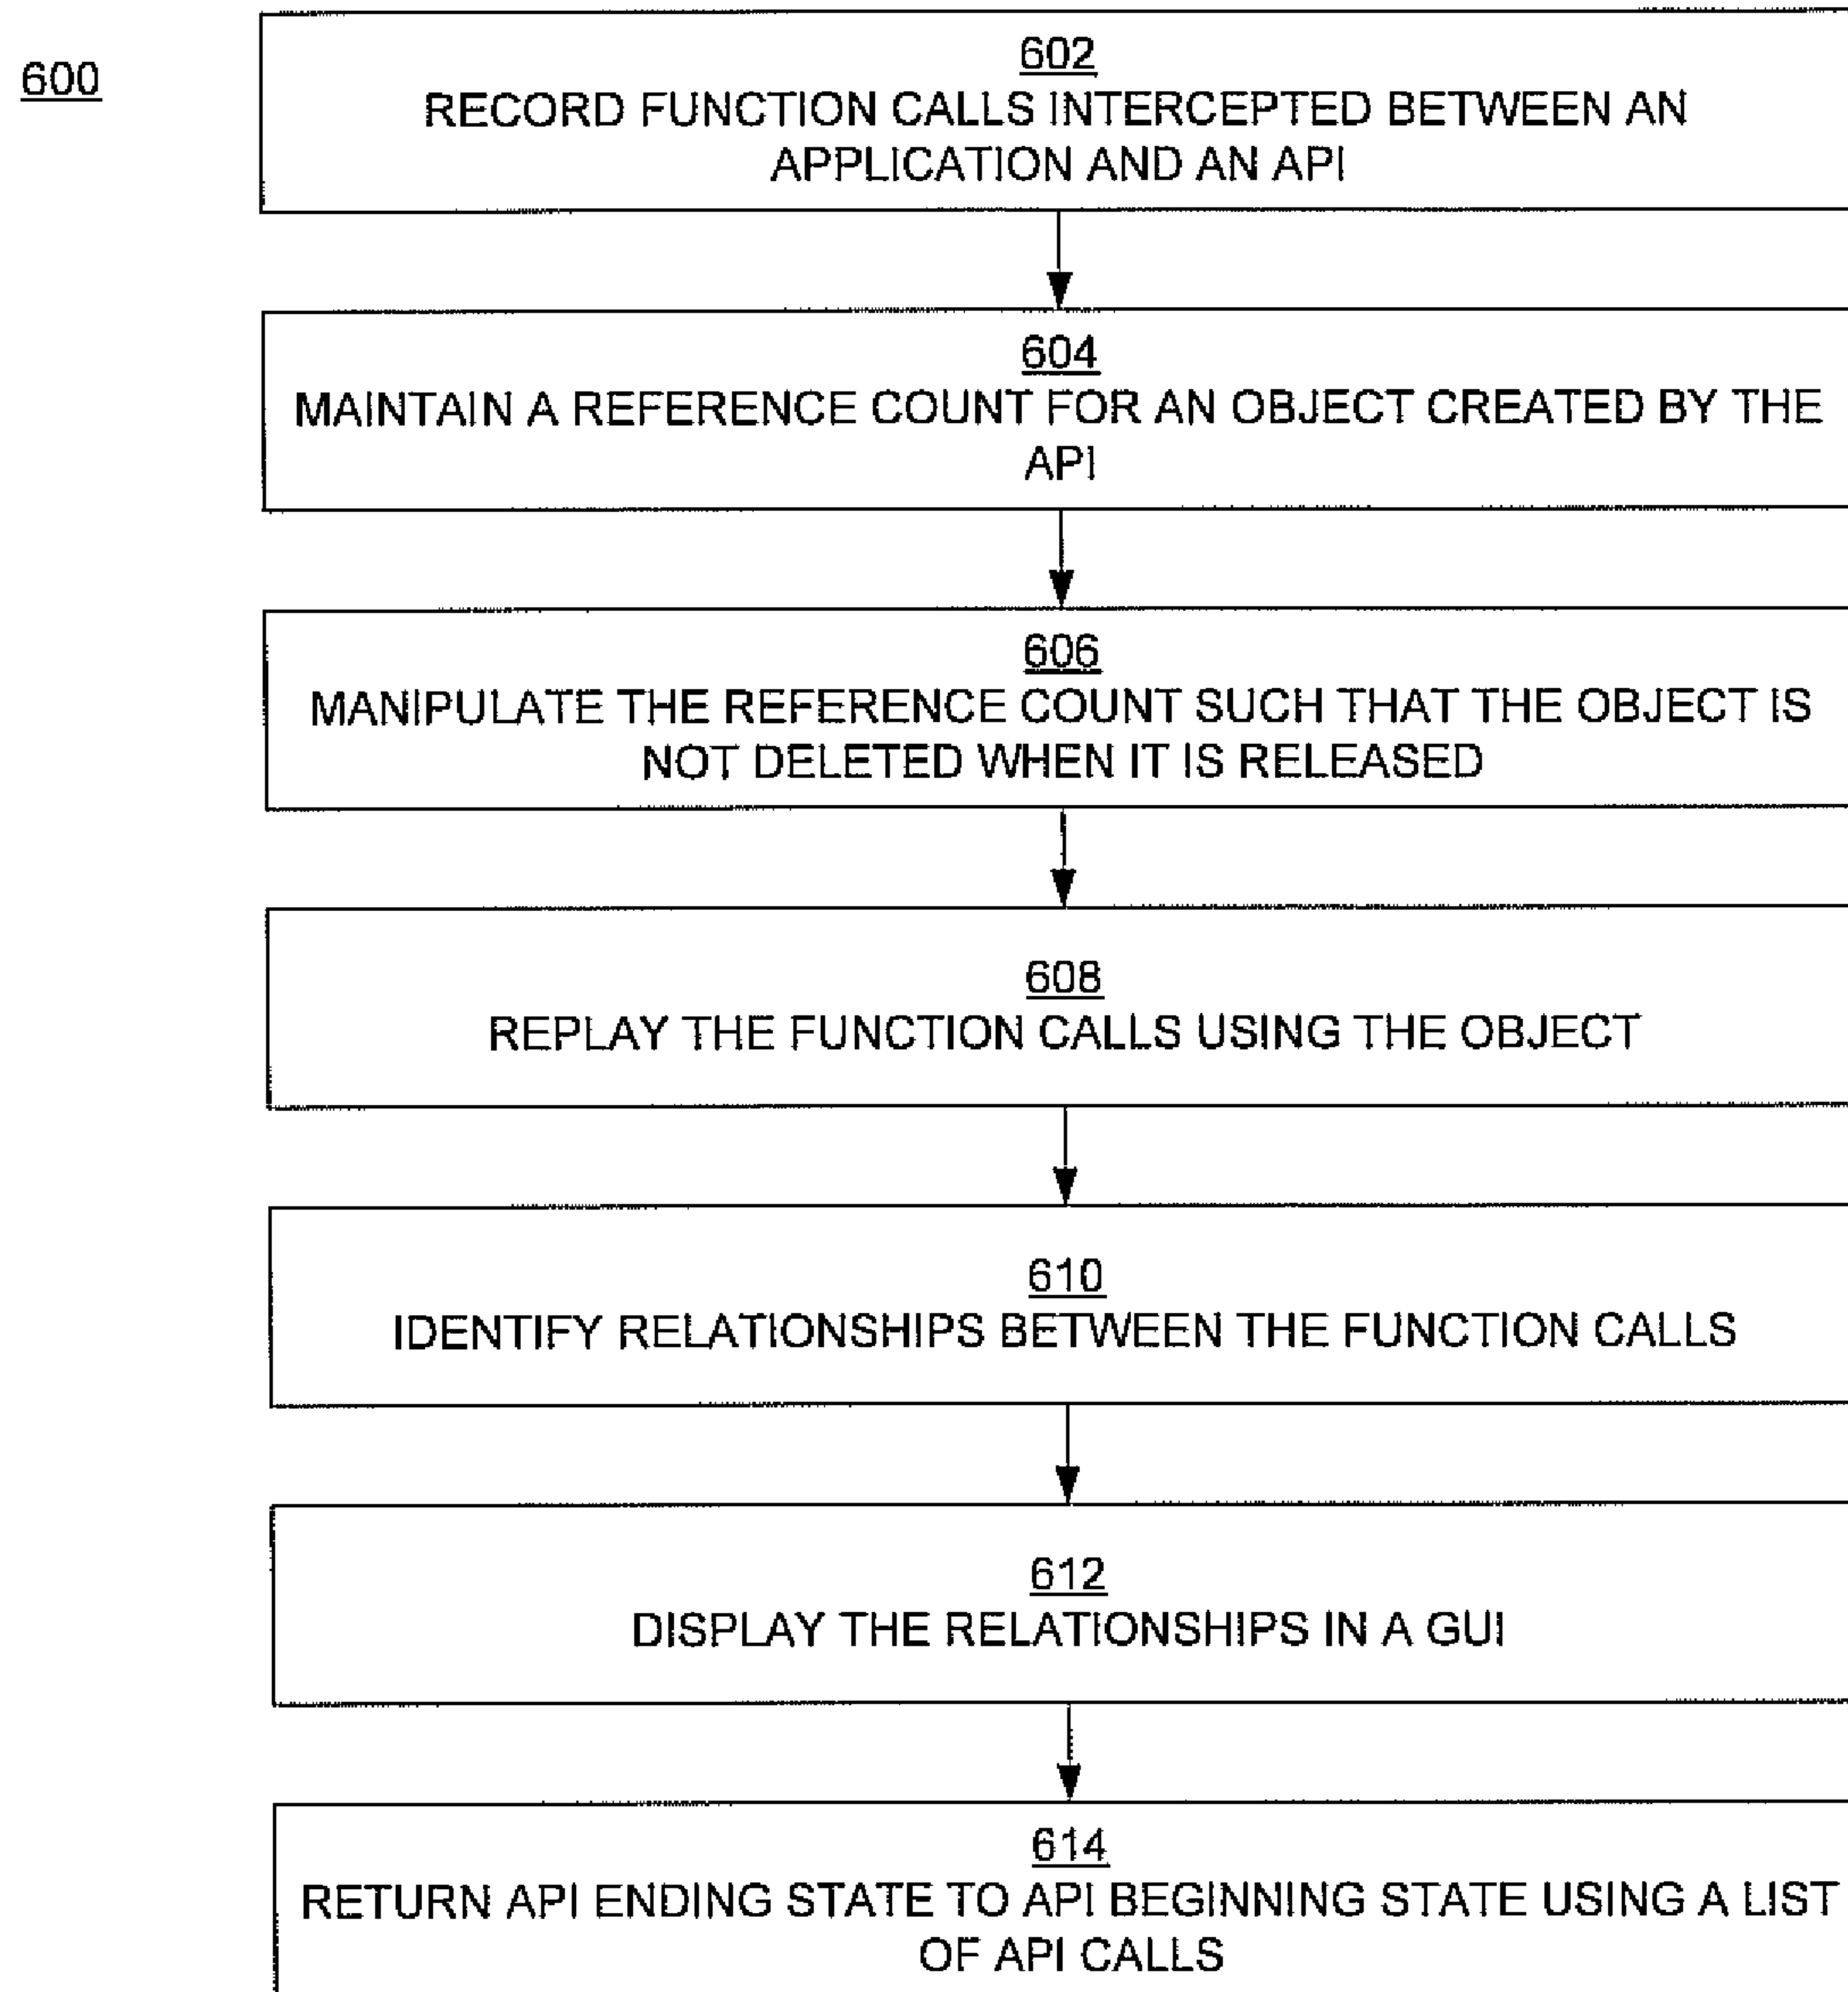 600
602
RECORD FUNCTION CALLS INTERCEPTED BETWEEN AN
APPLICATION AND AN API
604
MAINTAIN A REFERENCE COUNT FOR AN OBJECT CREATED BY THE
API
606
MANIPULATE THE REFERENCE COUNT SUCH THAT THE OBJECT IS
NOT DELETED WHEN IT IS RELEASED
608
REPLAY THE FUNCTION CALLS USING THE OBJECT
610
IDENTIFY RELATIONSHIPS BETWEEN THE FUNCTION CALLS
612
DISPLAY THE RELATIONSHIPS IN A GUI
614
RETURN API ENDING STATE TO API BEGINNING STATE USING A LIST
OF API CALLS